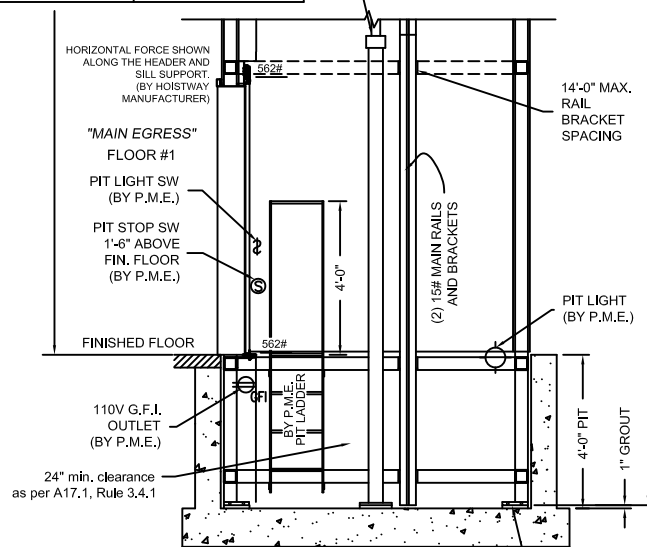 HORIZONTAL FORCE SHOWN
ALONG THE HEADER AND
SILL SUPPORT.
(BY HOISTWAY
MANUFACTURER)
562#
14'-0" MAX.
RAIL
BRACKET
SPACING
"MAIN EGRESS"
FLOOR #1
PIT LIGHT SW
(BY P.M.E.)
PIT STOP SW
1'-6" ABOVE
FIN. FLOOR
(BY P.M.E.)
S
4'-0"
(2) 15# MAIN RAILS
AND BRACKETS
PIT LIGHT
(BY P.M.E.)
FINISHED FLOOR
562#
110V G.F.I.
OUTLET
(BY P.M.E.)
GFI
BY P.M.E.
PIT LADDER
24" min. clearance
as per A17.1, Rule 3.4.1
4'-0" PIT
1" GROUT